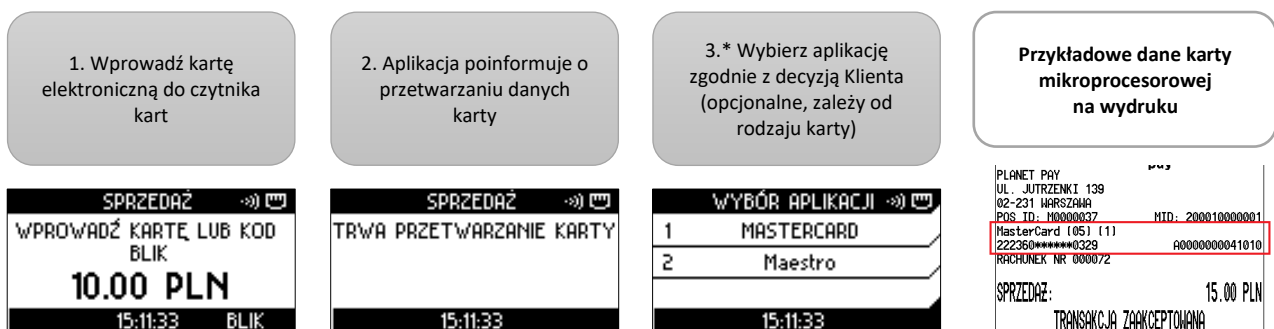 1. Wprowadź kartę
elektroniczną do czytnika
kart
2. Aplikacja poinformuje o
przetwarzaniu danych
karty
3.* Wybierz aplikację
zgodnie z decyzją Klienta
(opcjonalne, zależy od
rodzaju karty)
Przykładowe dane karty
mikroprocesorowej
na wydruku
SPRZEDAŻ
WPROWADŹ KARTĘ LUB KOD
BLIK
10.00 PLN
15:11:33 BLIK
SPRZEDAŻ
TRWA PRZETWARZANIE KARTY
15:11:33
WYBÓR APLIKACJI
1 MASTERCARD
2 Maestro
15:11:33
pay
PLANET PAY
UL. JUTRZENKI 139
02-231 WARSZAWA
POS ID: M0000037 MID: 200010000001
MasterCard (05) (1)
222360******0329 A0000000041010
RACHUNEK NR 000072
SPRZEDAŻ: 15.00 PLN
TRANSAKCJA ZAAKCEPTOWANA